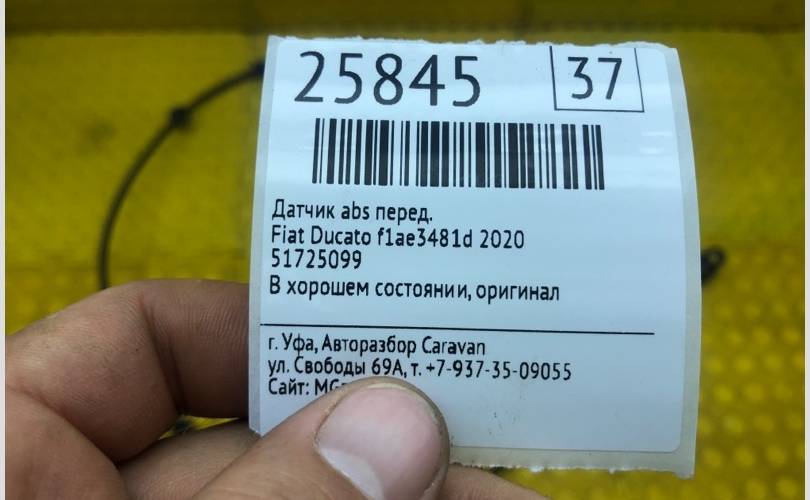 25845 37
Датчик abs перед.
Fiat Ducato f1ae3481d 2020
51725099
В хорошем состоянии, оригинал
г. Уфа, Авторазбор Caravan
ул. Свободы 69А, т. +7-937-35-09055
Сайт: